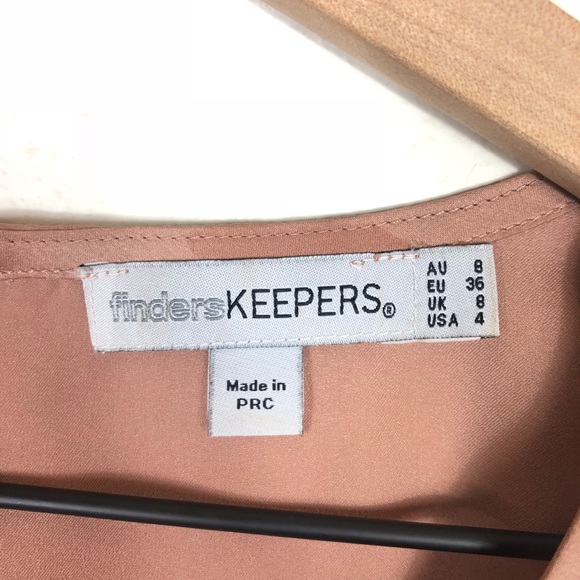 findersKEEPERS®
AU 8
EU 36
UK 8
USA 4
Made in
PRC